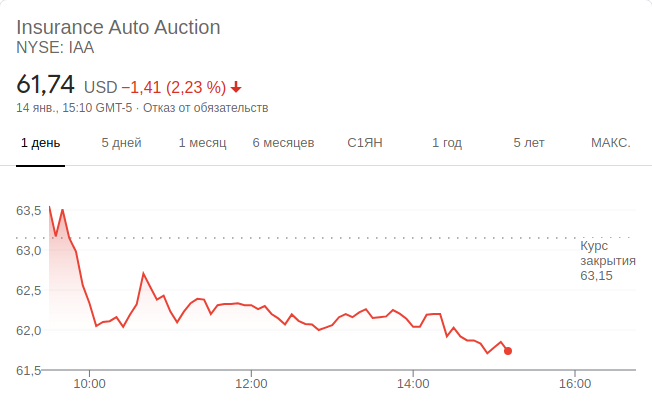 Insurance Auto Auction
NYSE: IAA
61,74 USD −1,41 (2,23 %)
14 янв., 15:10 GMT-5 · Отказ от обязательств
1 день 5 дней 1 месяц 6 месяцев С1ЯН 1 год 5 лет МАКС.
63,5
63,0
62,5
62,0
61,5
Курс
закрытия
63,15
10:00 12:00 14:00 16:00